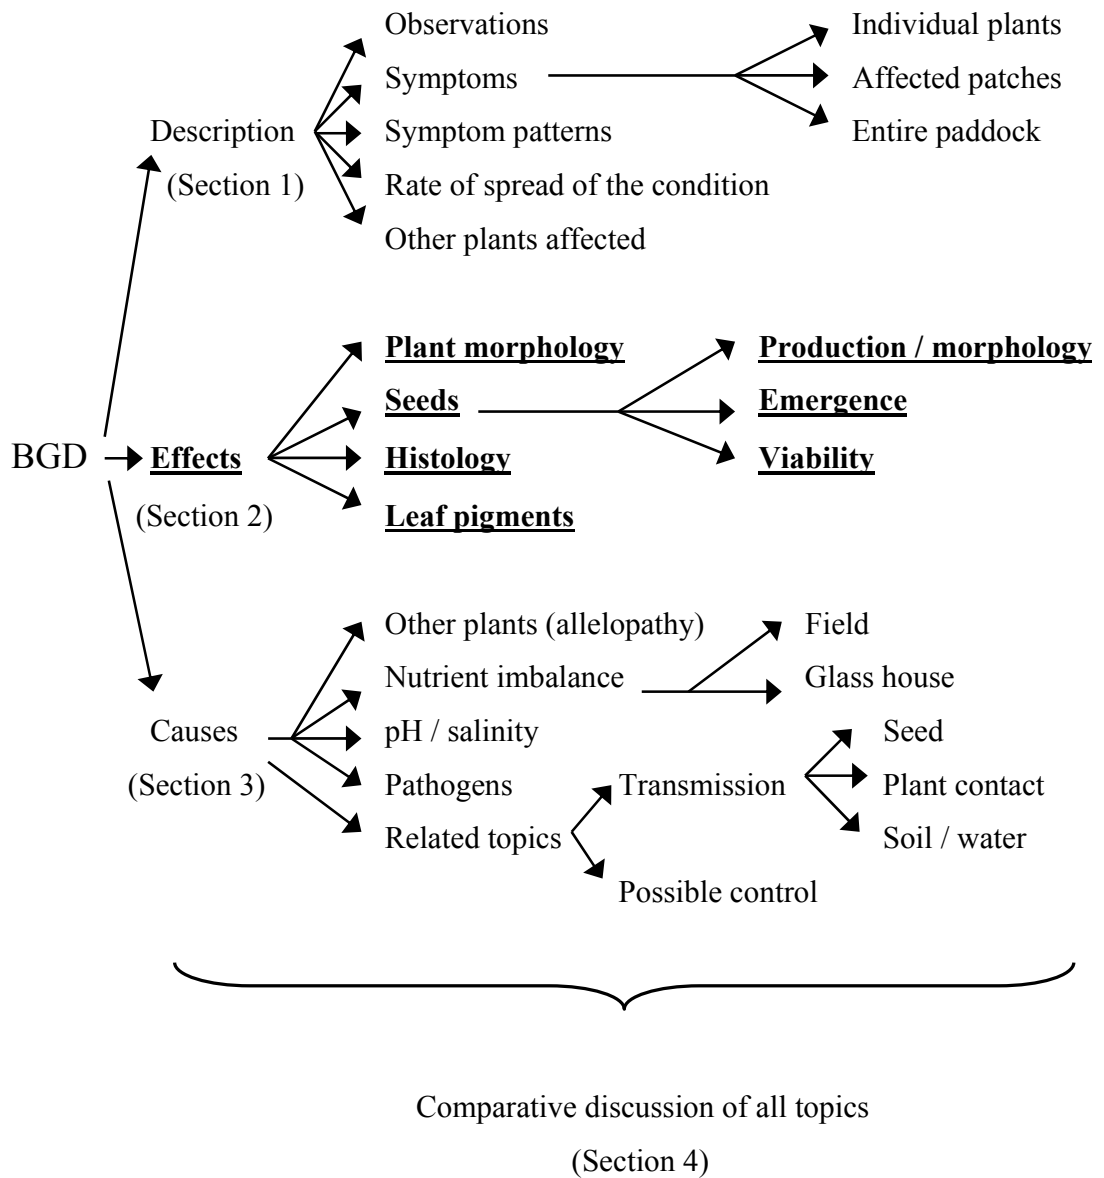 Observations
Individual plants
Symptoms
Affected patches
Description
Symptom patterns
Entire paddock
(Section 1)
Rate of spread of the condition
Other plants affected
Plant morphology
Production / morphology
Seeds
Emergence
BGD
Effects
Histology
Viability
(Section 2)
Leaf pigments
Other plants (allelopathy)
Field
Nutrient imbalance
Glass house
Causes
pH / salinity
Seed
(Section 3)
Pathogens
Transmission
Plant contact
Related topics
Soil / water
Possible control
Comparative discussion of all topics
(Section 4)